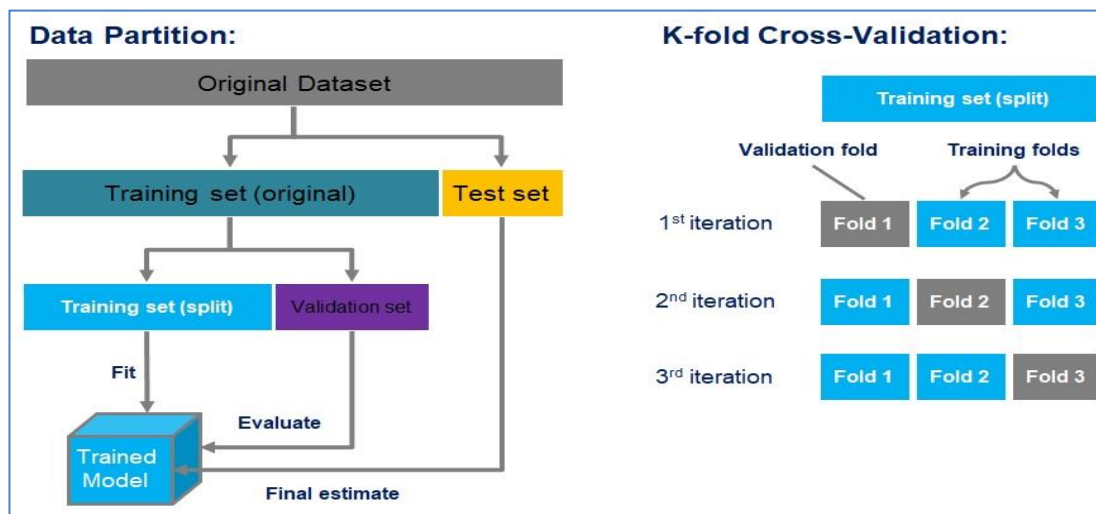 Data Partition:
Original Dataset
Training set (original)
Test set
Training set (split)
Validation set
Fit
Evaluate
Trained
Model
Final estimate
K-fold Cross-Validation:
Training set (split)
Validation fold
Training folds
1st iteration
Fold 1 Fold 2 Fold 3
2nd iteration
Fold 1 Fold 2 Fold 3
3rd iteration
Fold 1 Fold 2 Fold 3